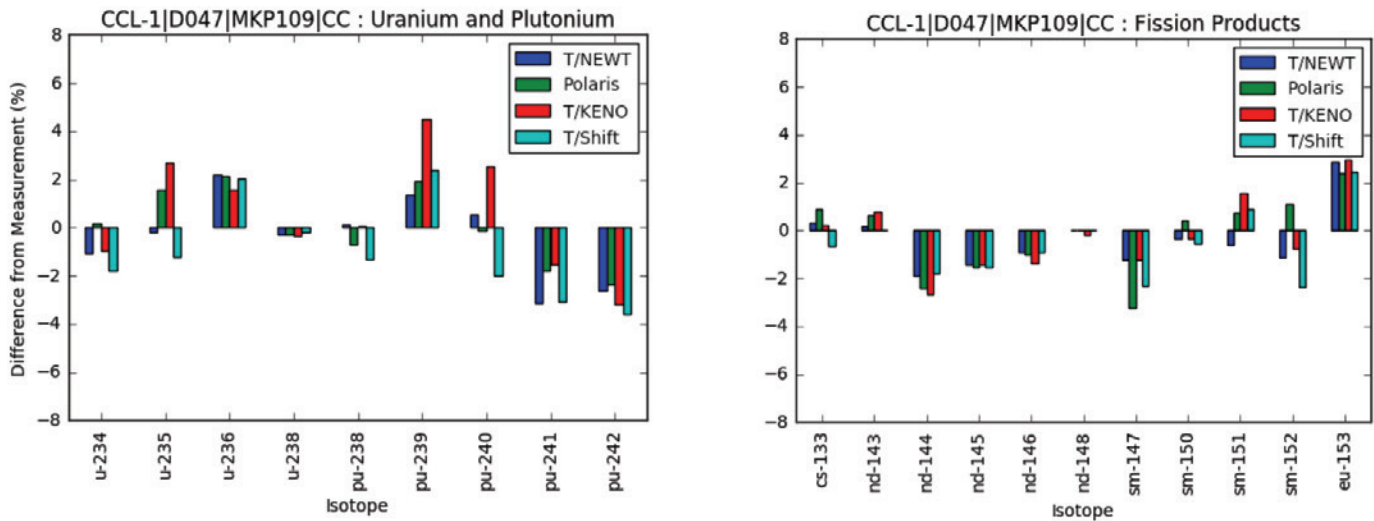 CCL-1|D047|MKP109|CC : Uranium and Plutonium
8
6
4
2
0
−2
−4
−6
−8
Difference from Measurement (%)
T/NEWT
Polaris
T/KENO
T/Shift
u-234
u-235
u-236
u-238
pu-238
pu-239
pu-240
pu-241
pu-242
Isotope
CCL-1|D047|MKP109|CC : Fission Products
8
6
4
2
0
−2
−4
−6
−8
T/NEWT
Polaris
T/KENO
T/Shift
cs-133
nd-143
nd-144
nd-145
nd-146
nd-148
sm-147
sm-150
sm-151
sm-152
eu-153
Isotope